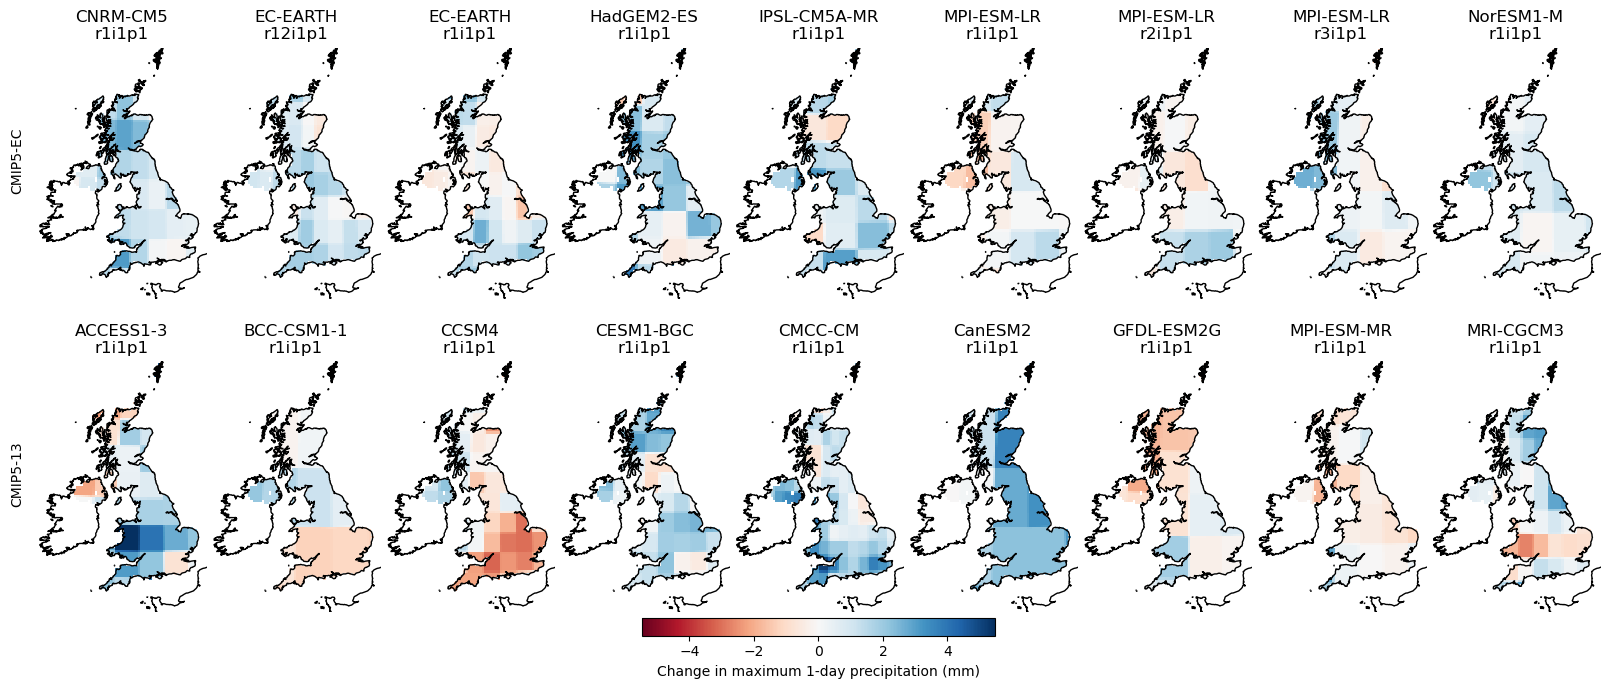 CNRM-CM5
r1i1p1
EC-EARTH
r12i1p1
EC-EARTH
r1i1p1
HadGEM2-ES
r1i1p1
IPSL-CM5A-MR
r1i1p1
MPI-ESM-LR
r1i1p1
MPI-ESM-LR
r2i1p1
MPI-ESM-LR
r3i1p1
NorESM1-M
r1i1p1
CMIP5-EC
ACCESS1-3
r1i1p1
BCC-CSM1-1
r1i1p1
CCSM4
r1i1p1
CESM1-BGC
r1i1p1
CMCC-CM
r1i1p1
CanESM2
r1i1p1
GFDL-ESM2G
r1i1p1
MPI-ESM-MR
r1i1p1
MRI-CGCM3
r1i1p1
CMIP5-13
−4 −2 0 2 4
Change in maximum 1-day precipitation (mm)